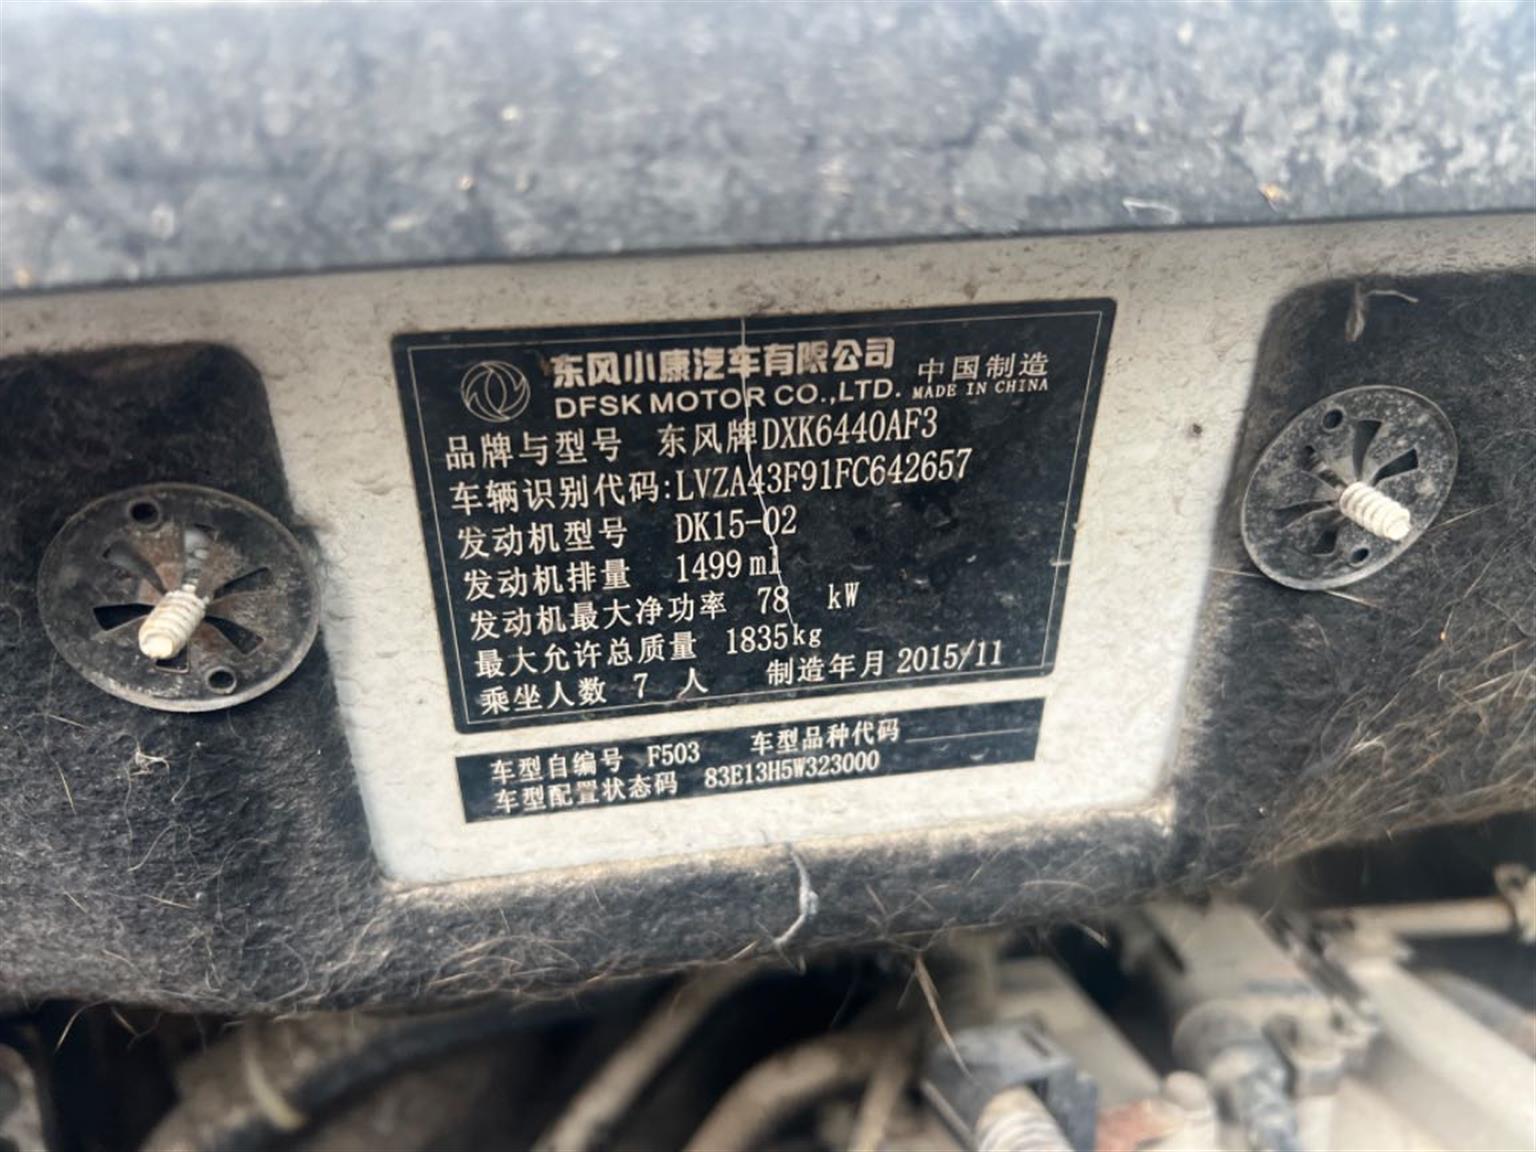 东风小康汽车有限公司 中国制造
DFSK MOTOR CO.,LTD. MADE IN CHINA
品牌与型号 东风牌DXK6440AF3
车辆识别代码:LVZA43F91FC642657
发动机型号 DK15-02
发动机排量 1499 ml
发动机最大净功率 78 kW
最大允许总质量 1835kg
乘坐人数 7 人 制造年月 2015/11
车型自编号 F503 车型品种代码
车型配置状态码 83E13H5W323000